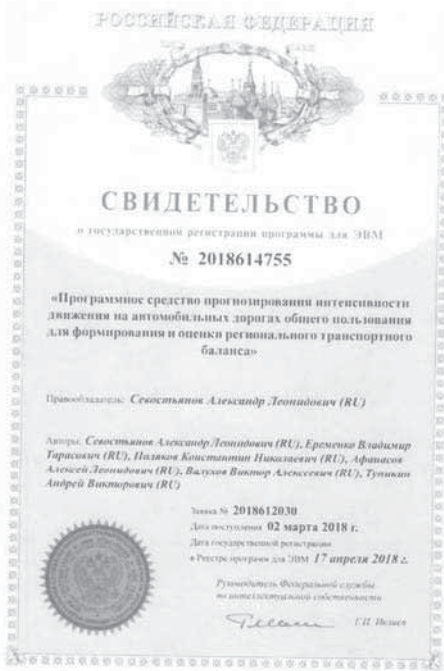 РОССИЙСКАЯ ФЕДЕРАЦИЯ
СВИДЕТЕЛЬСТВО
о государственной регистрации программы для ЭВМ
№ 2018614755
«Программное средство прогнозирования интенсивности
движения на автомобильных дорогах общего пользования
для формирования и оценки регионального транспортного
баланса»
Правообладатель: Севостьянов Александр Леонидович (RU)
Авторы: Севостьянов Александр Леонидович (RU), Еременко Владимир
Тарасович (RU), Поляков Константин Николаевич (RU), Афанасов
Алексей Леонидович (RU), Валухов Виктор Алексеевич (RU), Тупикин
Андрей Викторович (RU)
Заявка № 2018612030
Дата поступления 02 марта 2018 г.
Дата государственной регистрации
в Реестре программ для ЭВМ 17 апреля 2018 г.
Руководитель Федеральной службы
по интеллектуальной собственности
Г.П. Ивлиев